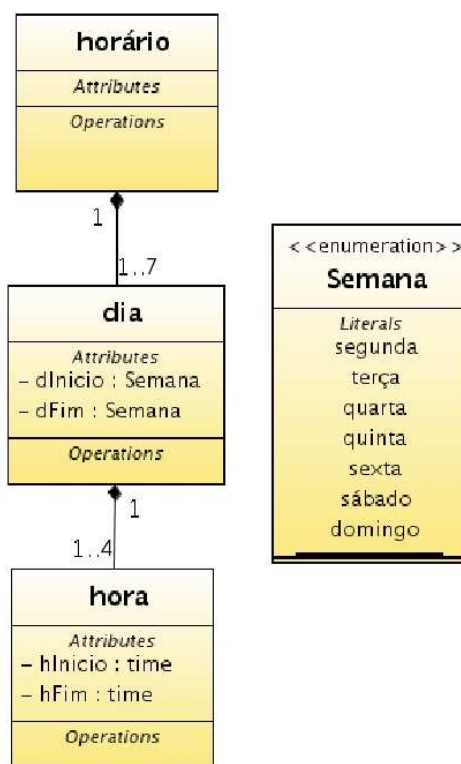 horário
Attributes
Operations
1
1..7
dia
Attributes
- dInicio : Semana
- dFim : Semana
Operations
1
1..4
hora
Attributes
- hInicio : time
- hFim : time
Operations
<<enumeration>>
Semana
Literals
segunda
terça
quarta
quinta
sexta
sábado
domingo